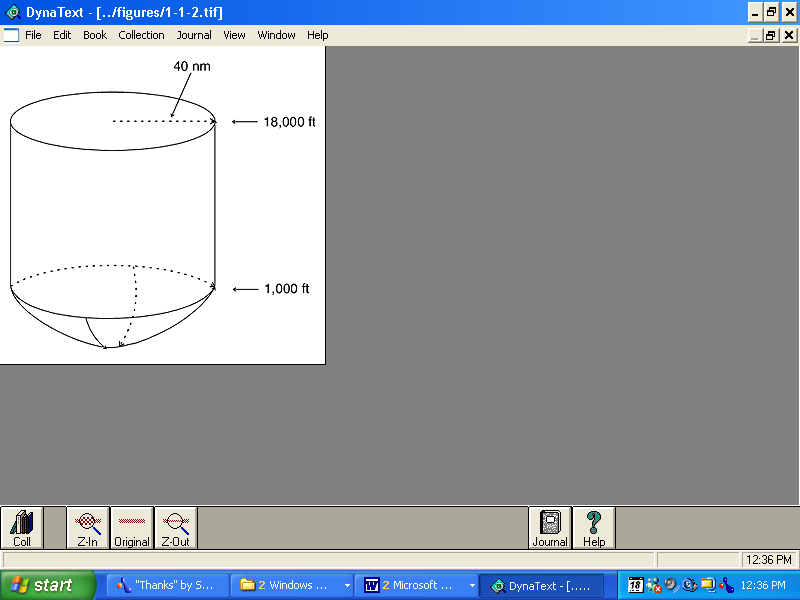 DynaText - [../figures/1-1-2.tif]
File Edit Book Collection Journal View Window Help
40 nm
18,000 ft
1,000 ft
Coll Z-In Original Z-Out Journal Help
12:36 PM
start "Thanks" by S... 2 Windows ... 2 Microsoft ... DynaText - [..... 18 12:36 PM